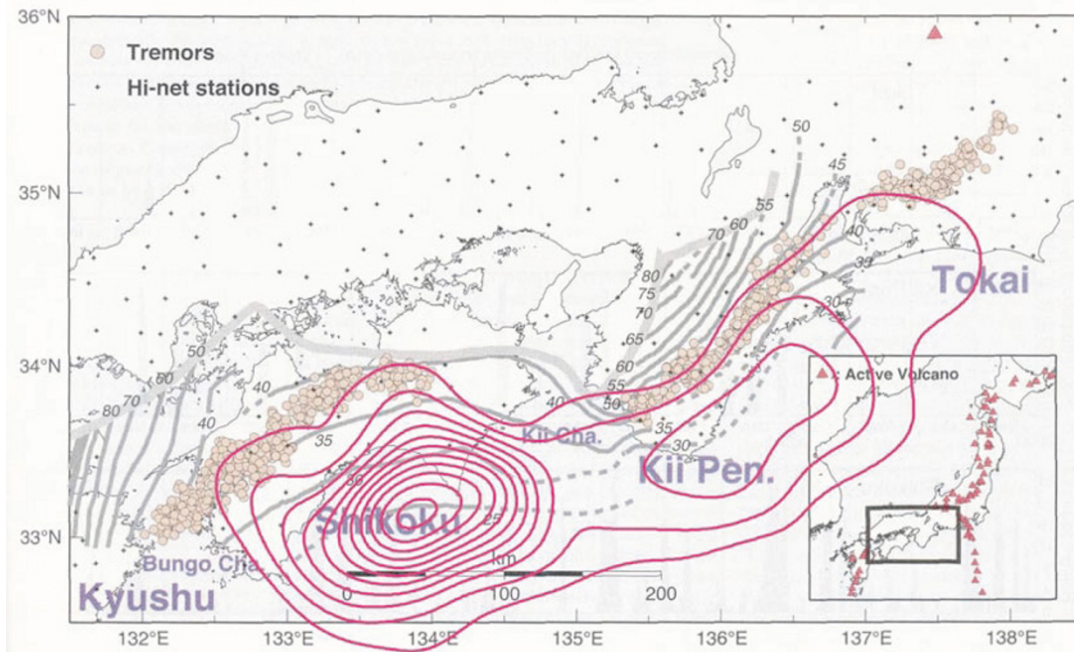 36°N
35°N
34°N
33°N
132°E 133°E 134°E 135°E 136°E 137°E 138°E
Tremors
Hi-net stations
50
45
40
35
30
55
60
70
80
80
75
70
65
60
55
50
40
35
30
50
60
80 70
40
40
35
30
25
Tokai
Kii Cha.
Kii Pen.
Shikoku
Bungo Cha.
Kyushu
km
0 100 200
: Active Volcano